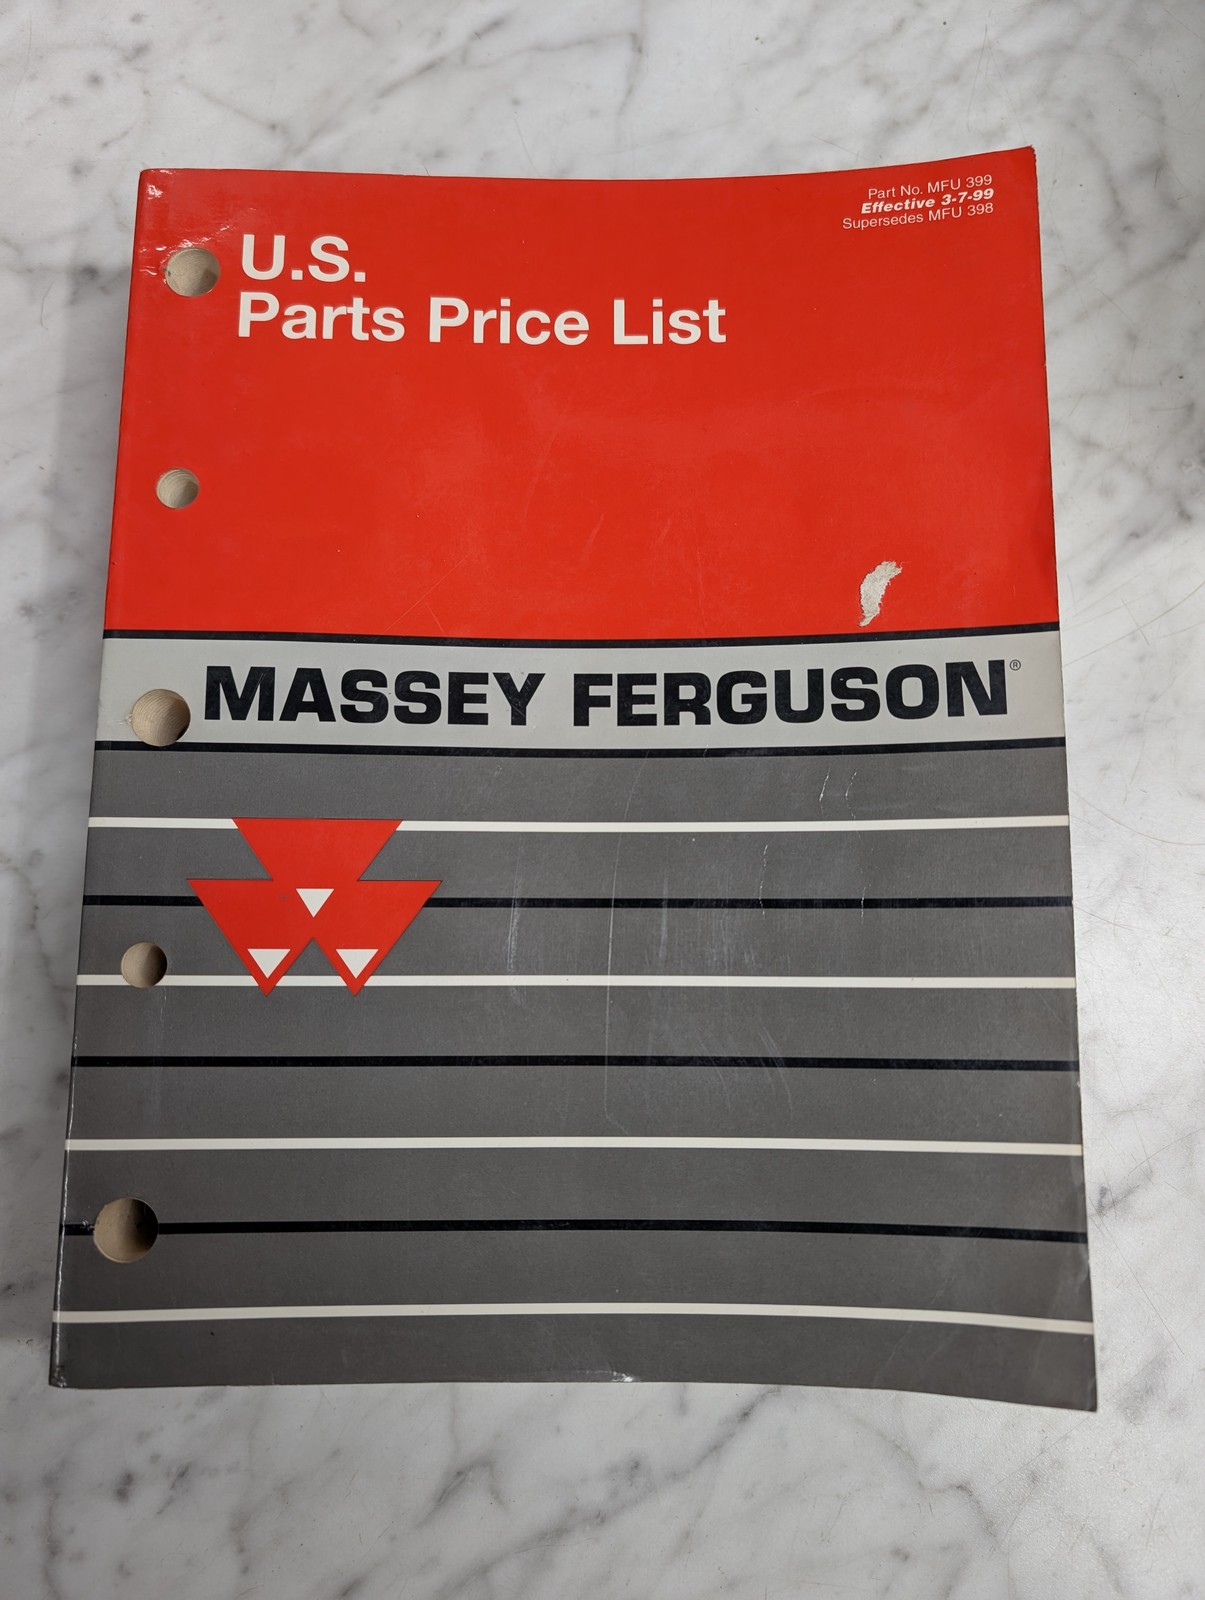 Part No. MFU 399
Effective 3-7-99
Supersedes MFU 398
U.S.
Parts Price List
MASSEY FERGUSON®